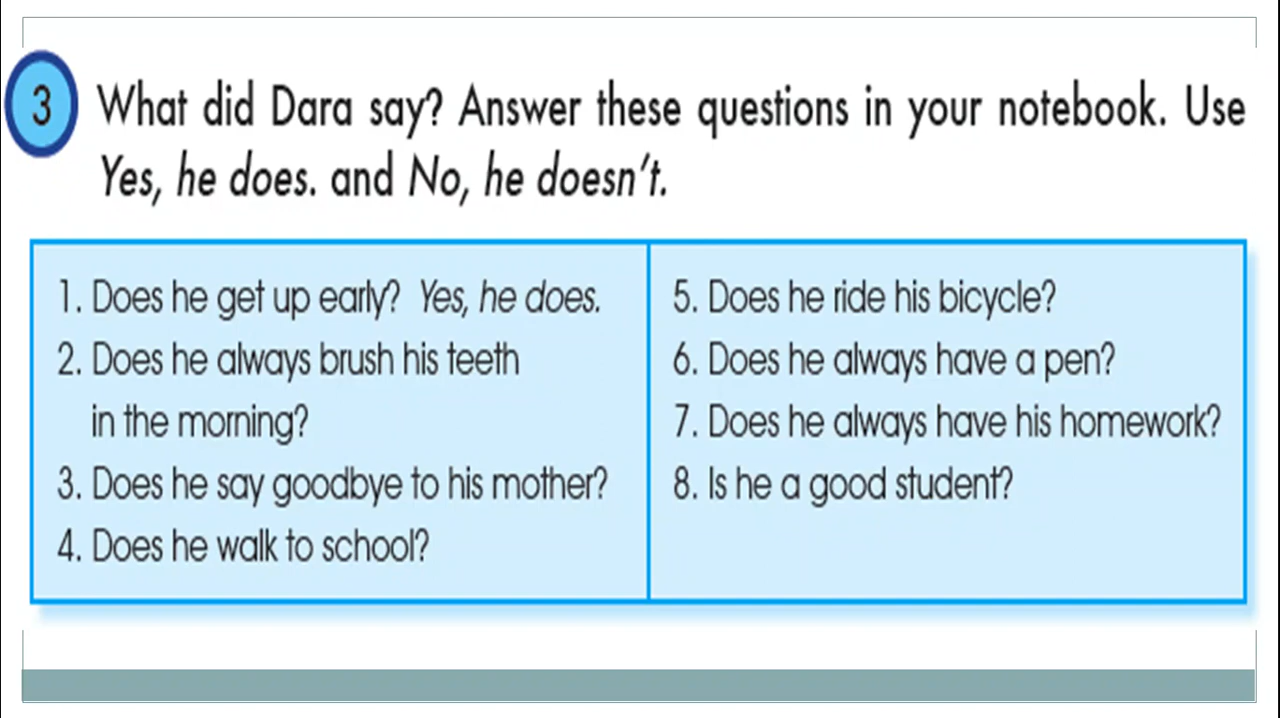 3
What did Dara say? Answer these questions in your notebook. Use
Yes, he does. and No, he doesn't.
1. Does he get up early? Yes, he does.
2. Does he always brush his teeth
in the morning?
3. Does he say goodbye to his mother?
4. Does he walk to school?
5. Does he ride his bicycle?
6. Does he always have a pen?
7. Does he always have his homework?
8. Is he a good student?